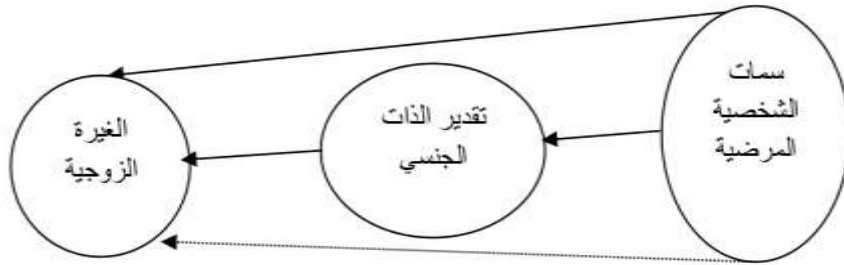 سمات
الشخصية
المرضية
تقدير الذات
الجنسي
الغيرة
الزوجية